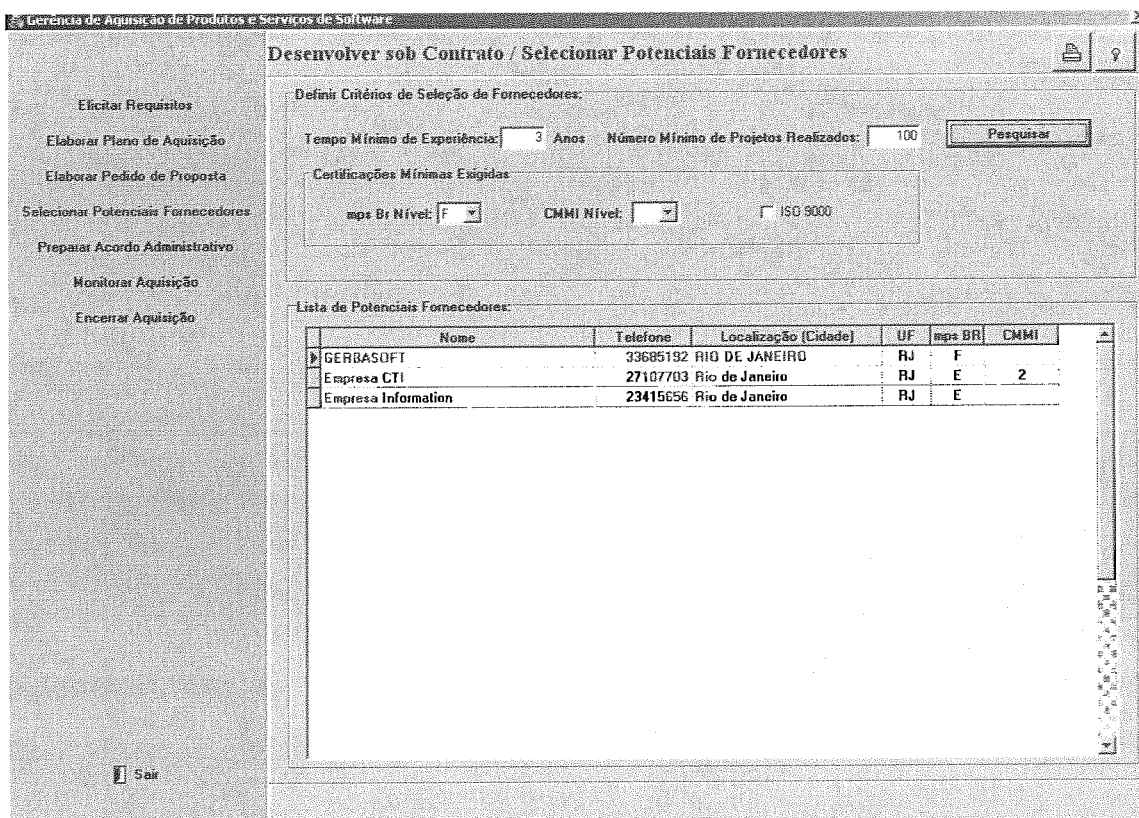 Gerência de Aquisição de Produtos e Serviços de Software
Desenvolver sob Contrato / Selecionar Potenciais Fornecedores
Elicitar Requisitos
Elaborar Plano de Aquisição
Elaborar Pedido de Proposta
Selecionar Potenciais Fornecedores
Preparar Acordo Administrativo
Monitorar Aquisição
Encerrar Aquisição
Sair
Definir Critérios de Seleção de Fornecedores:
Tempo Mínimo de Experiência: 3 Anos Número Mínimo de Projetos Realizados: 100 Pesquisar
Certificações Mínimas Exigidas
mps Br Nível: F CMMI Nível: ISO 9000
Lista de Potenciais Fornecedores:
Nome Telefone Localização (Cidade) UF mps BR CMMI
GERBASOFT 33685192 RIO DE JANEIRO RJ F
Empresa CTI 27107703 Rio de Janeiro RJ E 2
Empresa Information 23415656 Rio de Janeiro RJ E